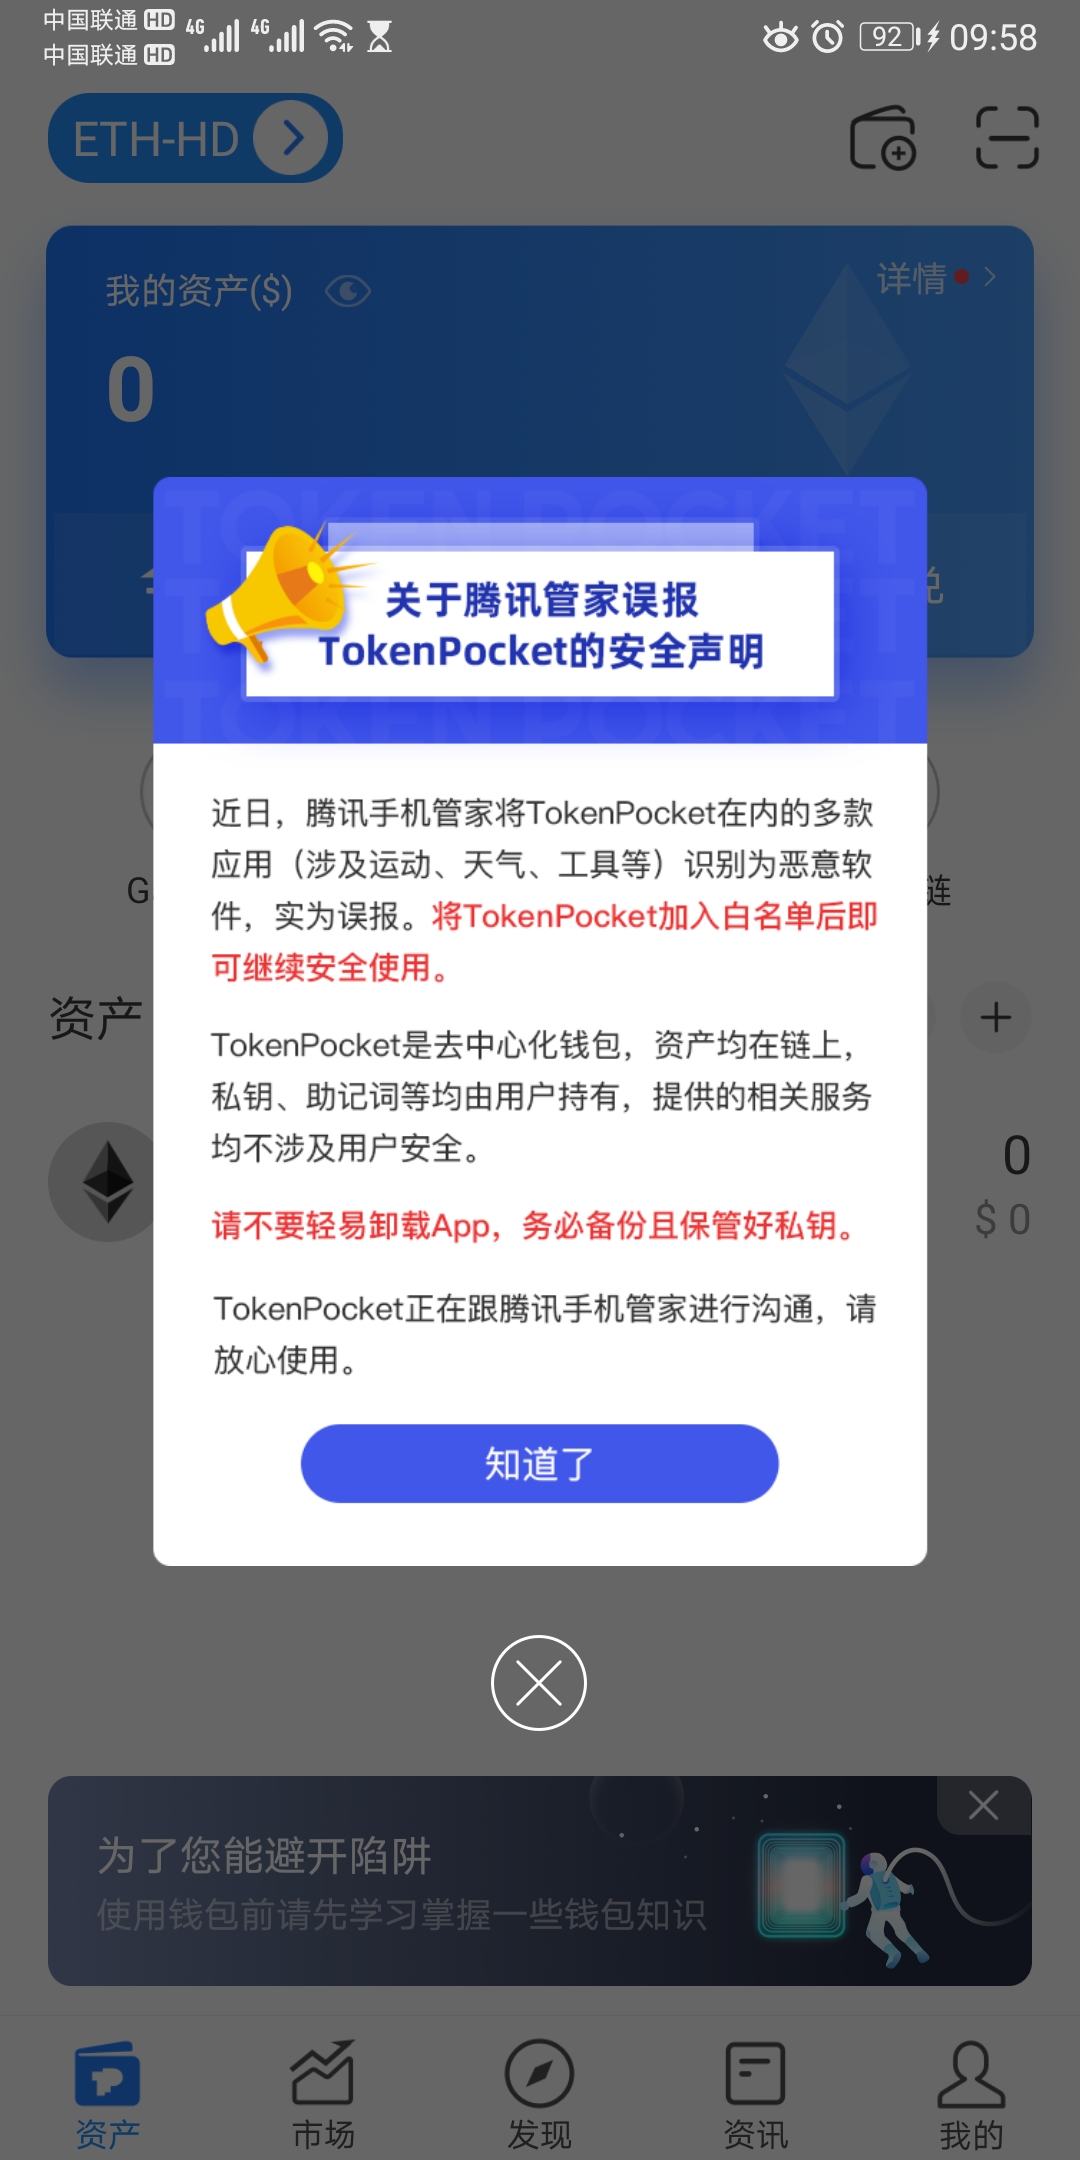 中国联通 HD 4G 4G 92 09:58
中国联通 HD
ETH-HD
我的资产($)
详情
0
关于腾讯管家误报
TokenPocket的安全声明
近日，腾讯手机管家将TokenPocket在内的多款
应用（涉及运动、天气、工具等）识别为恶意软
件，实为误报。将TokenPocket加入白名单后即
可继续安全使用。
TokenPocket是去中心化钱包，资产均在链上，
私钥、助记词等均由用户持有，提供的相关服务
均不涉及用户安全。
请不要轻易卸载App，务必备份且保管好私钥。
TokenPocket正在跟腾讯手机管家进行沟通，请
放心使用。
知道了
G
链
资产
0
$ 0
为了您能避开陷阱
使用钱包前请先学习掌握一些钱包知识
资产 市场 发现 资讯 我的